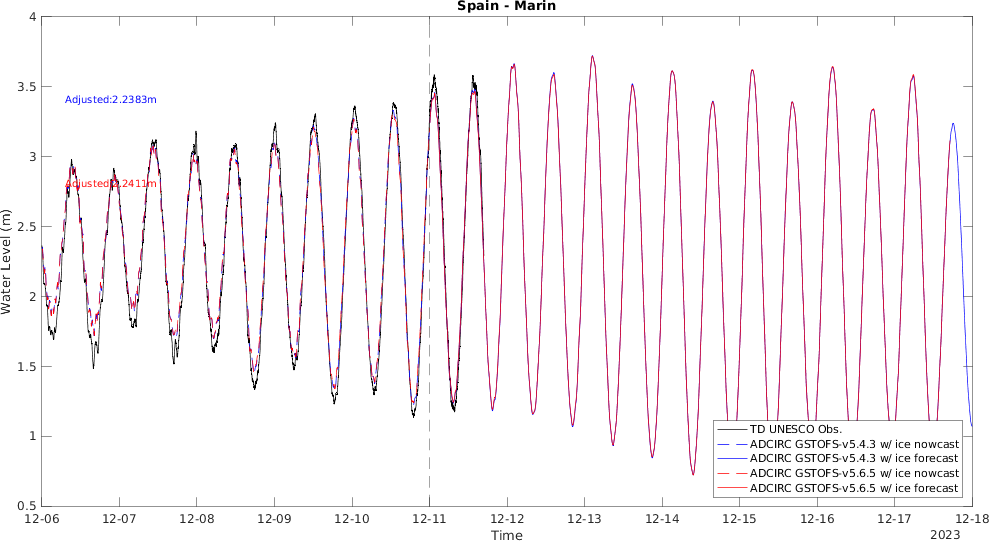 Spain - Marin
4
3.5
3
2.5
2
1.5
1
0.5
Water Level (m)
Adjusted:2.2383m
Adjusted:2.2411m
TD UNESCO Obs.
ADCIRC GSTOFS-v5.4.3 w/ ice nowcast
ADCIRC GSTOFS-v5.4.3 w/ ice forecast
ADCIRC GSTOFS-v5.6.5 w/ ice nowcast
ADCIRC GSTOFS-v5.6.5 w/ ice forecast
12-06 12-07 12-08 12-09 12-10 12-11 12-12 12-13 12-14 12-15 12-16 12-17 12-18
Time
2023